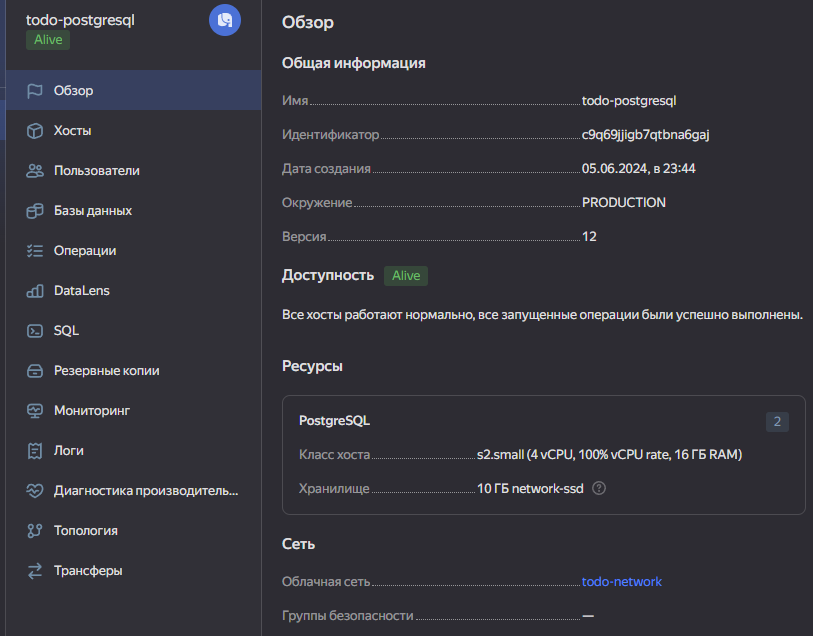 todo-postgresql
Alive
Обзор
Хосты
Пользователи
Базы данных
Операции
DataLens
SQL
Резервные копии
Мониторинг
Логи
Диагностика производитель...
Топология
Трансферы
Обзор
Общая информация
Имя todo-postgresql
Идентификатор c9q69jjigb7qtbna6gaj
Дата создания 05.06.2024, в 23:44
Окружение PRODUCTION
Версия 12
Доступность Alive
Все хосты работают нормально, все запущенные операции были успешно выполнены.
Ресурсы
PostgreSQL 2
Класс хоста s2.small (4 vCPU, 100% vCPU rate, 16 ГБ RAM)
Хранилище 10 ГБ network-ssd
Сеть
Облачная сеть todo-network
Группы безопасности —